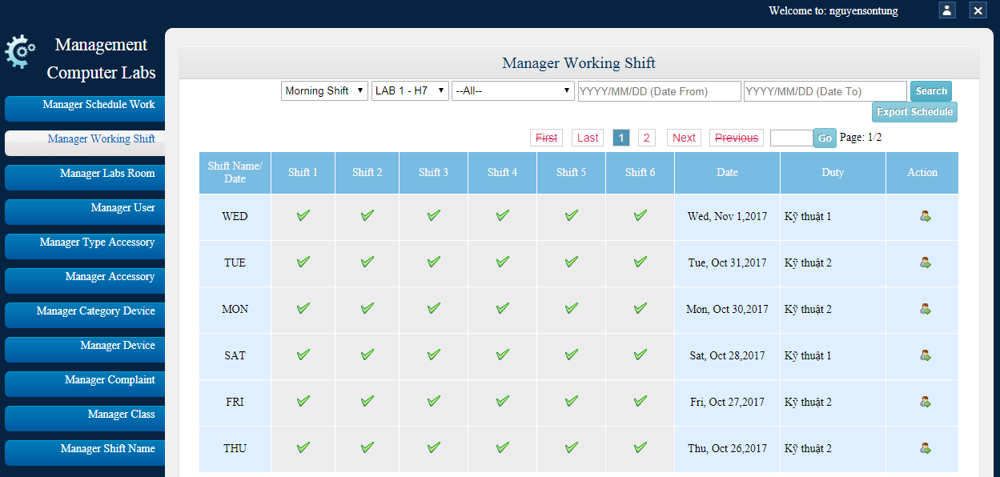 Welcome to: nguyensontung
Management
Computer Labs
Manager Schedule Work
Manager Working Shift
Manager Labs Room
Manager User
Manager Type Accessory
Manager Accessory
Manager Category Device
Manager Device
Manager Complaint
Manager Class
Manager Shift Name
Manager Working Shift
Morning Shift LAB 1 - H7 --All-- YYYY/MM/DD (Date From) YYYY/MM/DD (Date To) Search
Export Schedule
First Last 1 2 Next Previous Go Page: 1/2
Shift Name/
Date Shift 1 Shift 2 Shift 3 Shift 4 Shift 5 Shift 6 Date Duty Action
WED Wed, Nov 1,2017 Kỹ thuật 1
TUE Tue, Oct 31,2017 Kỹ thuật 2
MON Mon, Oct 30,2017 Kỹ thuật 2
SAT Sat, Oct 28,2017 Kỹ thuật 1
FRI Fri, Oct 27,2017 Kỹ thuật 2
THU Thu, Oct 26,2017 Kỹ thuật 2